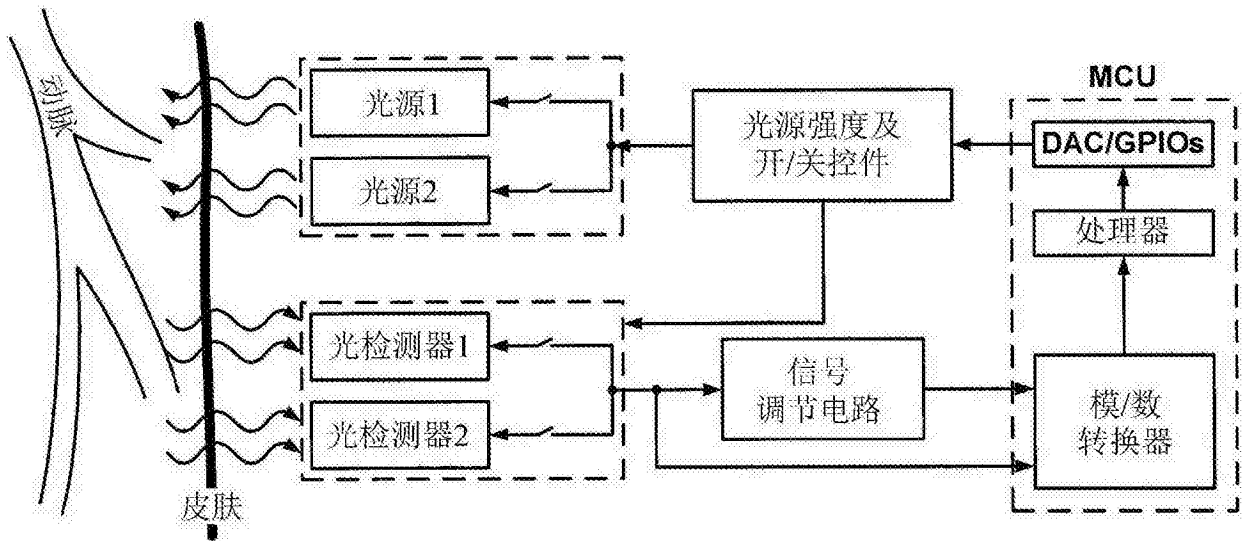 动脉
光源1
光源2
光源强度及
开/关控件
MCU
DAC/GPIOs
处理器
光检测器1
光检测器2
信号
调节电路
模/数
转换器
皮肤